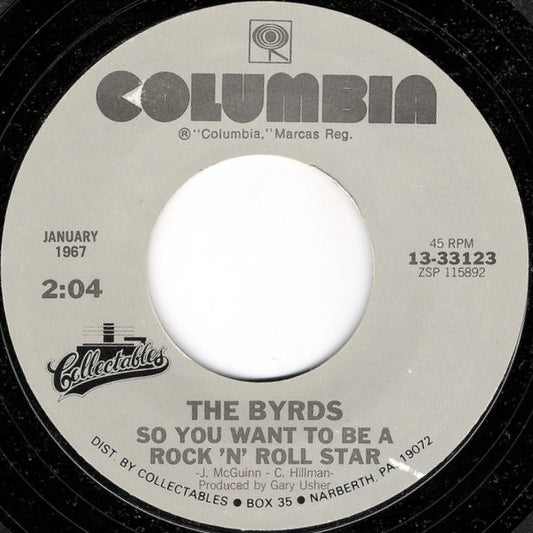 COLUMBIA
® "Columbia," Marcas Reg.
JANUARY
1967
2:04
45 RPM
13-33123
ZSP 115892
Collectables
THE BYRDS
SO YOU WANT TO BE A
ROCK 'N' ROLL STAR
-J. McGuinn - C. Hillman-
Produced by Gary Usher
DIST. BY COLLECTABLES ● BOX 35 ● NARBERTH, PA. 19072